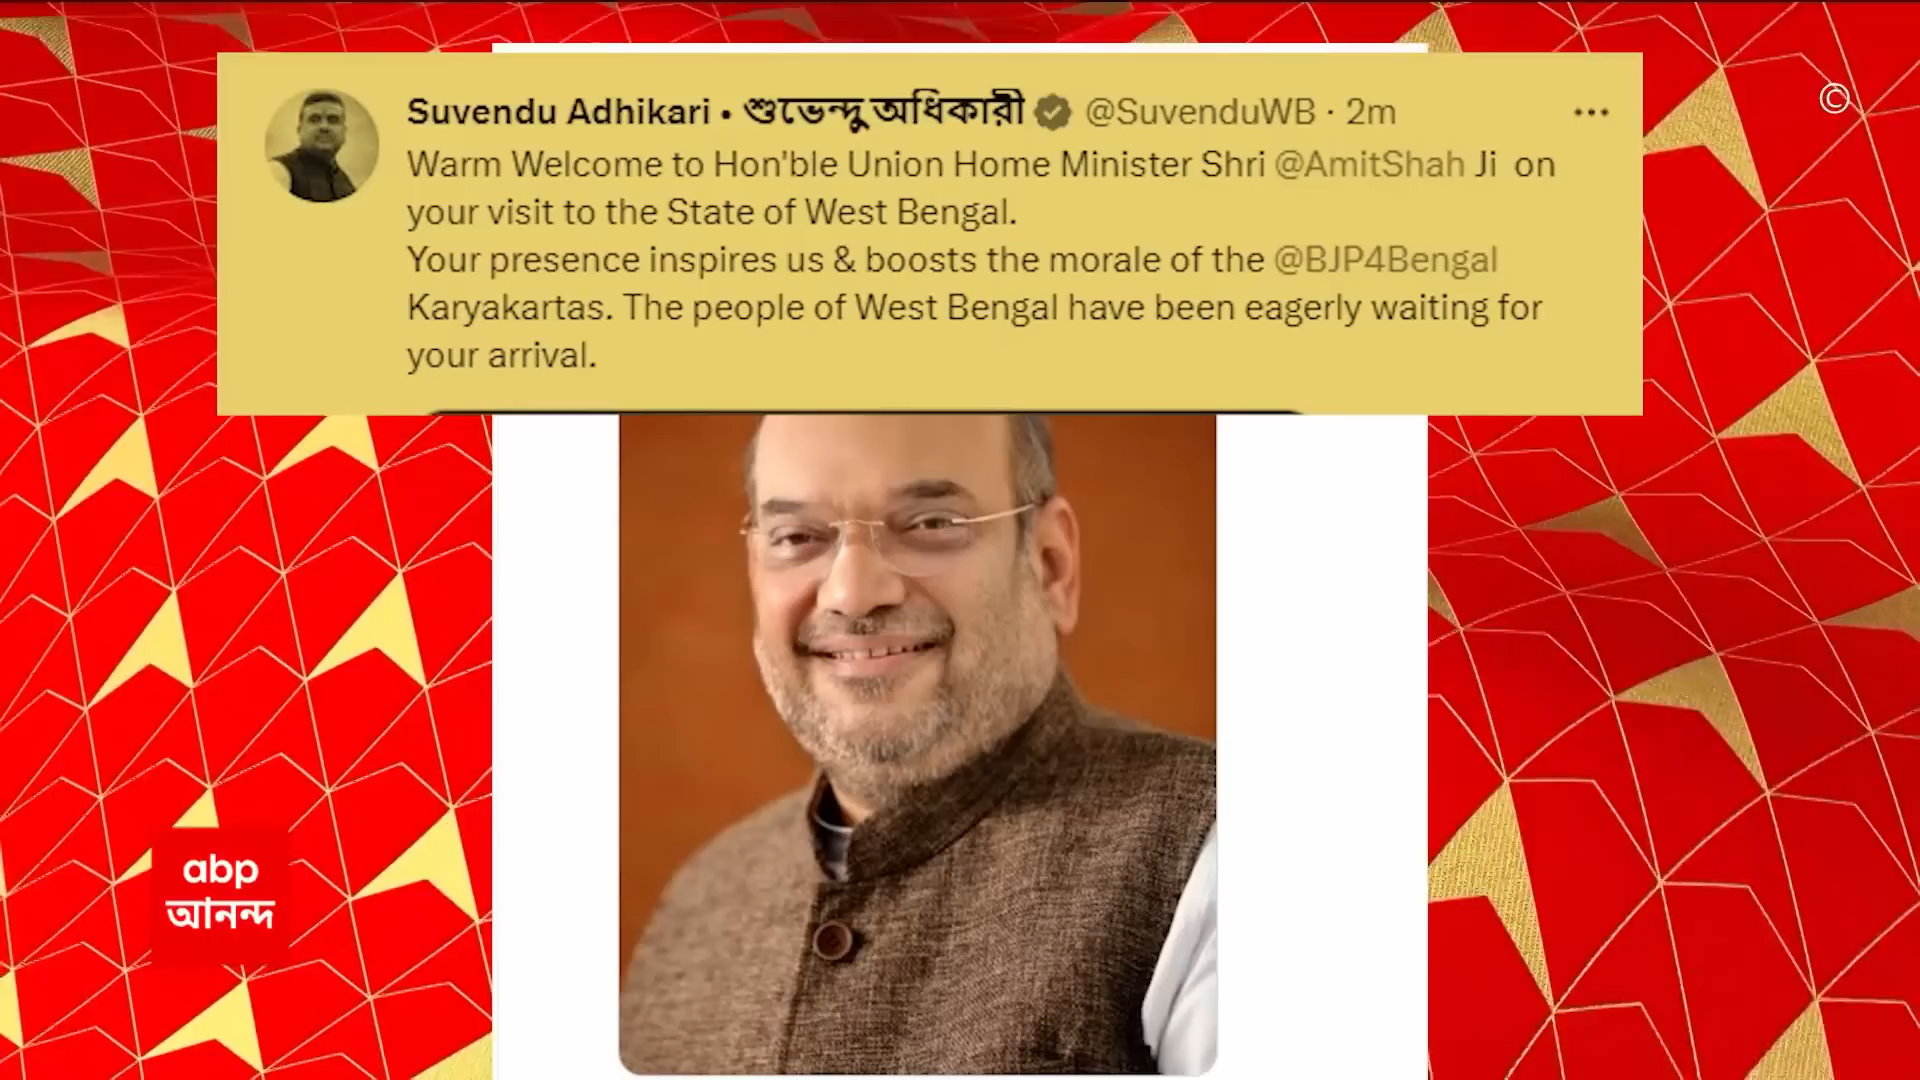 Suvendu Adhikari • শুভেন্দু অধিকারী @SuvenduWB · 2m
Warm Welcome to Hon'ble Union Home Minister Shri @AmitShah Ji on
your visit to the State of West Bengal.
Your presence inspires us & boosts the morale of the @BJP4Bengal
Karyakartas. The people of West Bengal have been eagerly waiting for
your arrival.
©
abp
আনন্দ